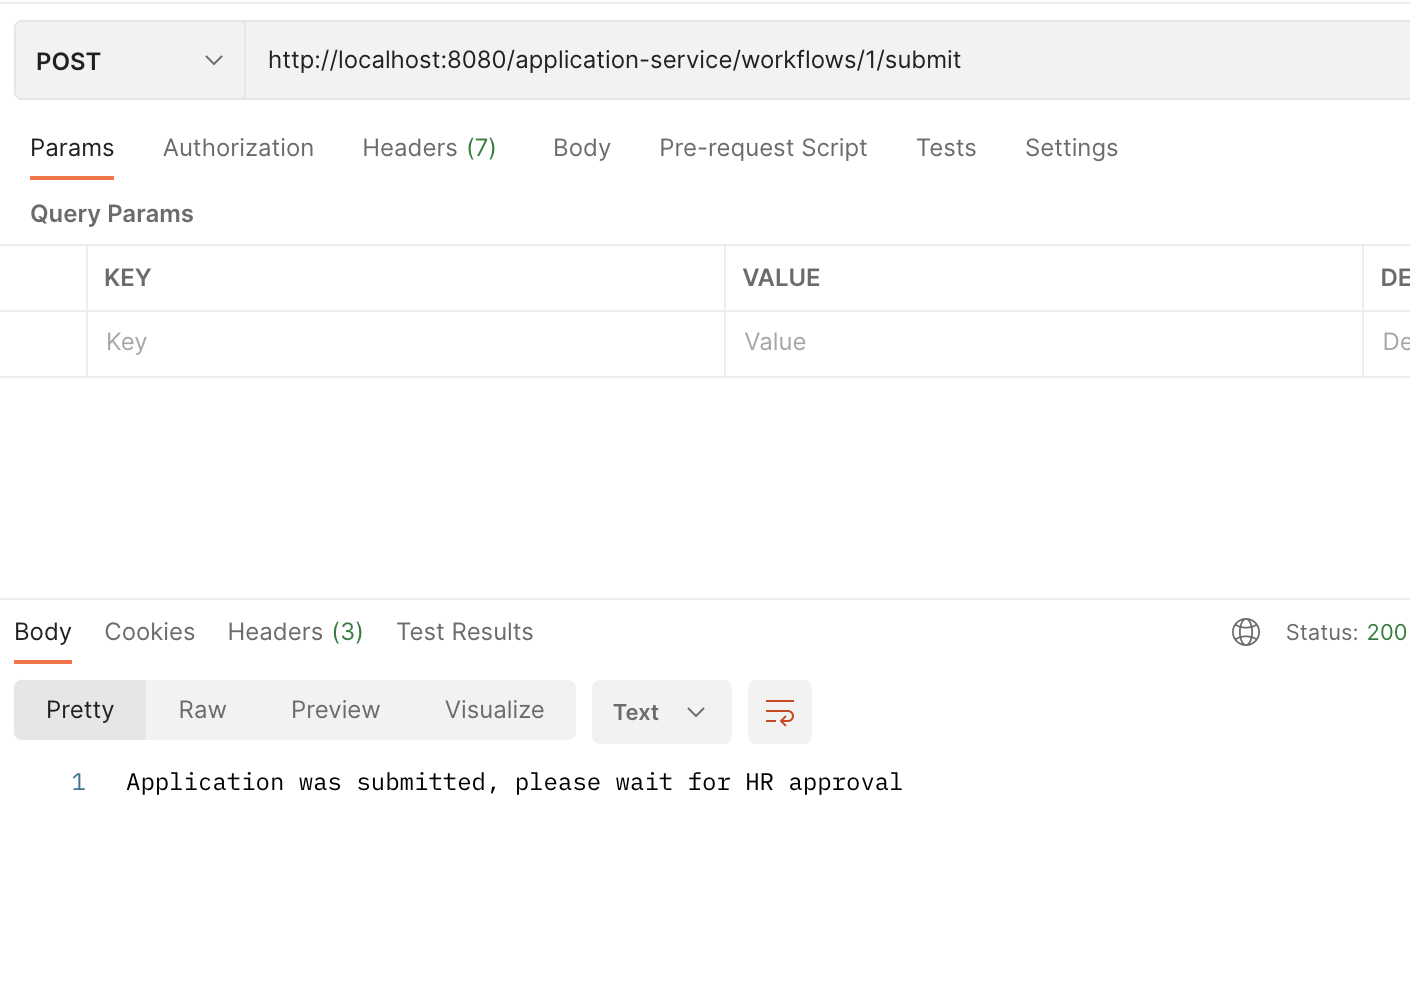 POST http://localhost:8080/application-service/workflows/1/submit
Params Authorization Headers (7) Body Pre-request Script Tests Settings
Query Params
KEY VALUE DE
Key Value De
Body Cookies Headers (3) Test Results Status: 200
Pretty Raw Preview Visualize Text
1 Application was submitted, please wait for HR approval